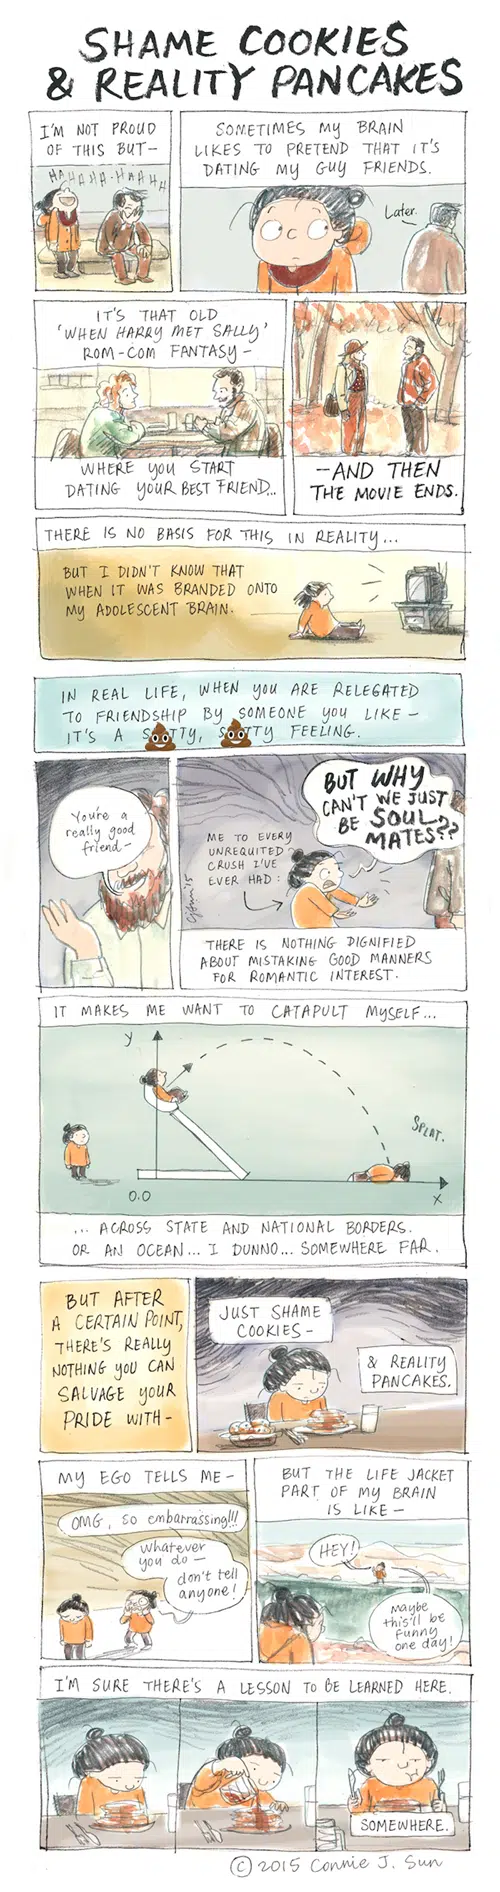 SHAME COOKIES
& REALITY PANCAKES
I'M NOT PROUD
OF THIS BUT—
HAHAHAHA-HAAHH
SOMETIMES MY BRAIN
LIKES TO PRETEND THAT IT'S
DATING MY GUY FRIENDS.
Later.
IT'S THAT OLD
'WHEN HARRY MET SALLY'
ROM-COM FANTASY—
WHERE YOU START
DATING YOUR BEST FRIEND...
—AND THEN
THE MOVIE ENDS.
THERE IS NO BASIS FOR THIS IN REALITY...
BUT I DIDN'T KNOW THAT
WHEN IT WAS BRANDED ONTO
MY ADOLESCENT BRAIN.
IN REAL LIFE, WHEN YOU ARE RELEGATED
TO FRIENDSHIP BY SOMEONE YOU LIKE—
IT'S A S💩TTY, S💩TTY FEELING.
You're a
really good
friend—
BUT WHY
CAN'T WE JUST
BE SOUL
MATES??
ME TO EVERY
UNREQUITED
CRUSH I'VE
EVER HAD:
CJSun '15
THERE IS NOTHING DIGNIFIED
ABOUT MISTAKING GOOD MANNERS
FOR ROMANTIC INTEREST.
IT MAKES ME WANT TO CATAPULT MYSELF...
y
SPLAT.
0.0
x
... ACROSS STATE AND NATIONAL BORDERS.
OR AN OCEAN... I DUNNO... SOMEWHERE FAR.
BUT AFTER
A CERTAIN POINT,
THERE'S REALLY
NOTHING YOU CAN
SALVAGE YOUR
PRIDE WITH—
JUST SHAME
COOKIES—
& REALITY
PANCAKES.
MY EGO TELLS ME—
OMG, so embarrassing!!!
whatever
you do—
don't tell
anyone!
BUT THE LIFE JACKET
PART OF MY BRAIN
IS LIKE—
HEY!
Maybe
this'll be
funny
one day!
I'M SURE THERE'S A LESSON TO BE LEARNED HERE.
SOMEWHERE.
© 2015 Connie J. Sun